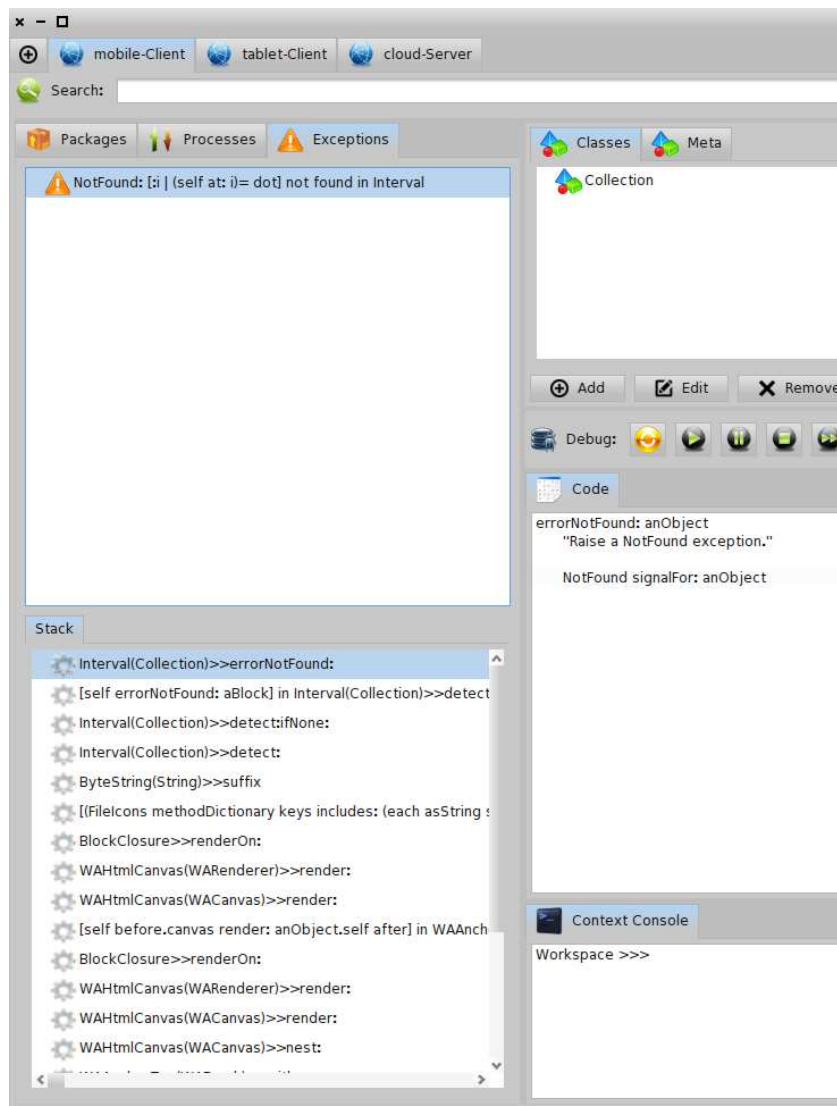 mobile-Client tablet-Client cloud-Server
Search:
Packages Processes Exceptions
NotFound: [:i | (self at: i)= dot] not found in Interval
Stack
Interval(Collection)>>errorNotFound:
[self errorNotFound: aBlock] in Interval(Collection)>>detect
Interval(Collection)>>detect:ifNone:
Interval(Collection)>>detect:
ByteString(String)>>suffix
[(FileIcons methodDictionary keys includes: (each asString s
BlockClosure>>renderOn:
WAHtmlCanvas(WARenderer)>>render:
WAHtmlCanvas(WACanvas)>>render:
[self before.canvas render: anObject.self after] in WAAnch
BlockClosure>>renderOn:
WAHtmlCanvas(WARenderer)>>render:
WAHtmlCanvas(WACanvas)>>render:
WAHtmlCanvas(WACanvas)>>nest:
Classes Meta
Collection
Add Edit Remove
Debug:
Code
errorNotFound: anObject
"Raise a NotFound exception."
NotFound signalFor: anObject
Context Console
Workspace >>>